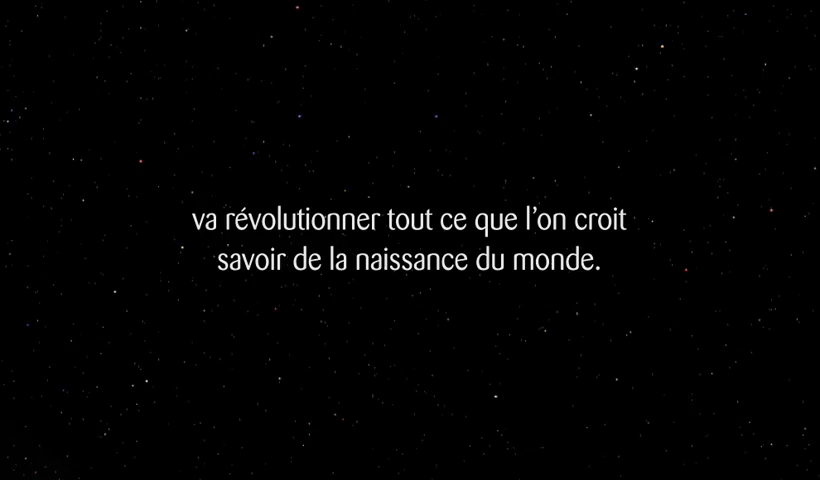 va révolutionner tout ce que l’on croit
savoir de la naissance du monde.